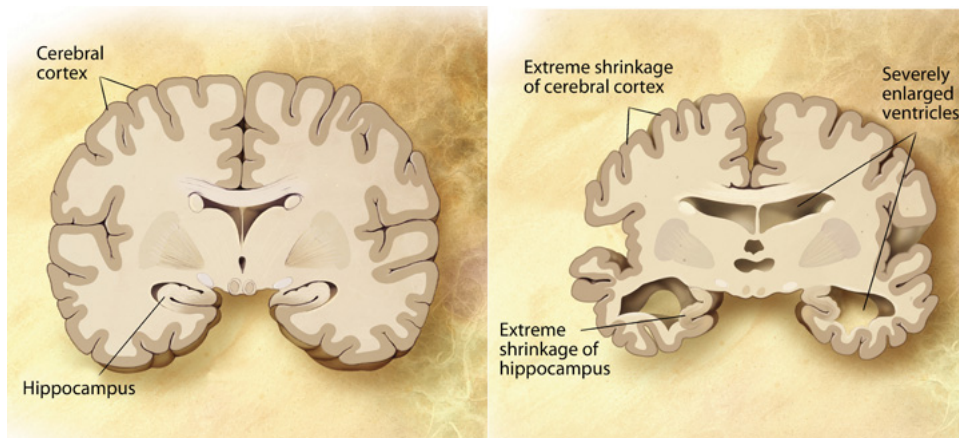 Cerebral
cortex
Hippocampus
Extreme shrinkage
of cerebral cortex
Severely
enlarged
ventricles
Extreme
shrinkage of
hippocampus